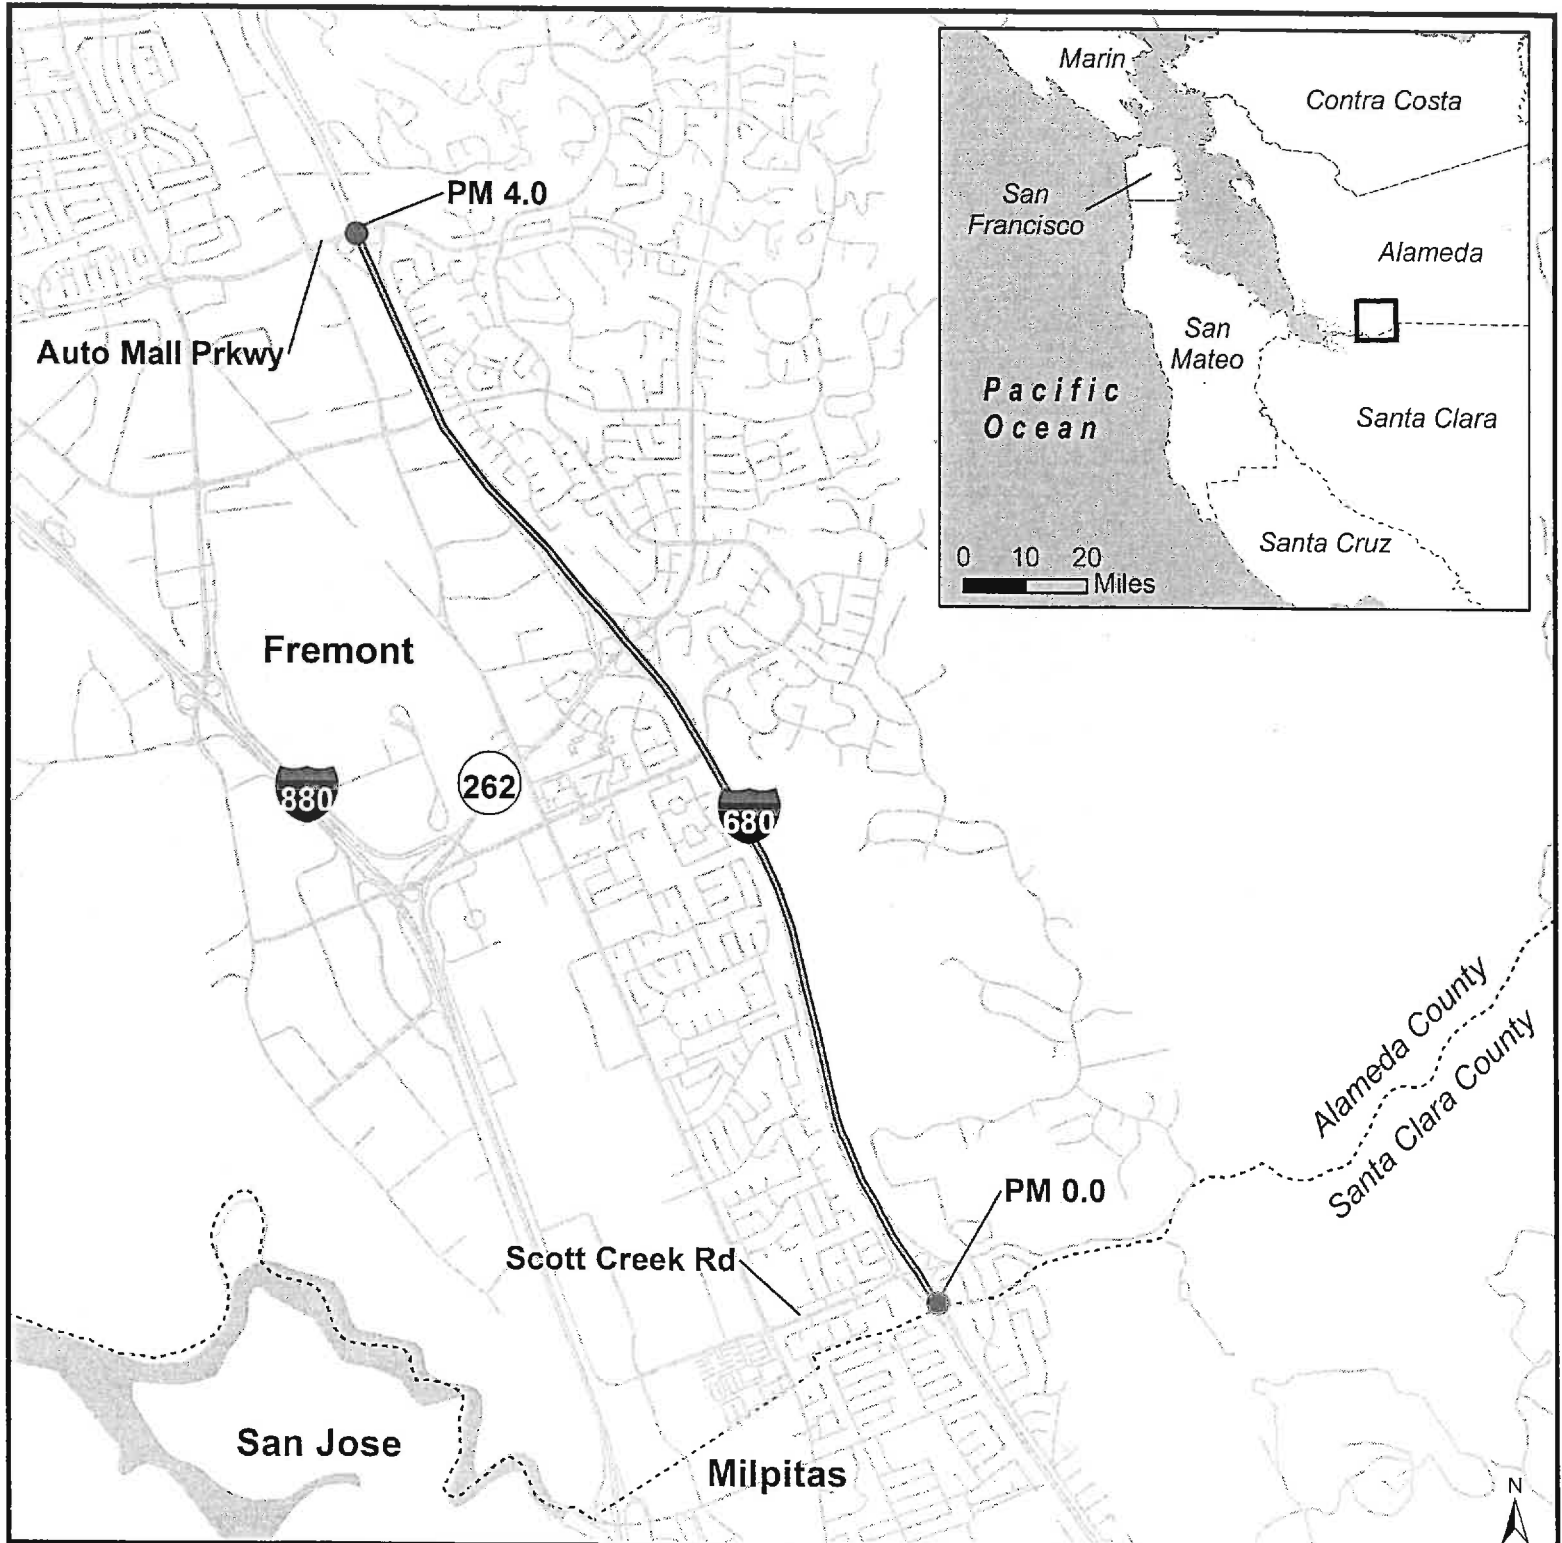 PM 4.0
Auto Mall Prkwy
Fremont
880
262
680
Alameda County
Santa Clara County
PM 0.0
Scott Creek Rd
San Jose
Milpitas
N
Marin
Contra Costa
San
Francisco
Alameda
San
Mateo
Pacific
Ocean
Santa Clara
Santa Cruz
0 10 20
Miles